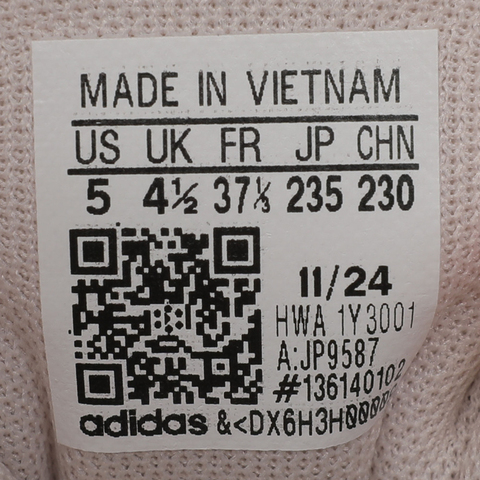 MADE IN VIETNAM
US UK FR JP CHN
5 4½ 37⅓ 235 230
11/24
HWA 1Y3001
A:JP9587
#136140102
adidas &<DX6H3H0008